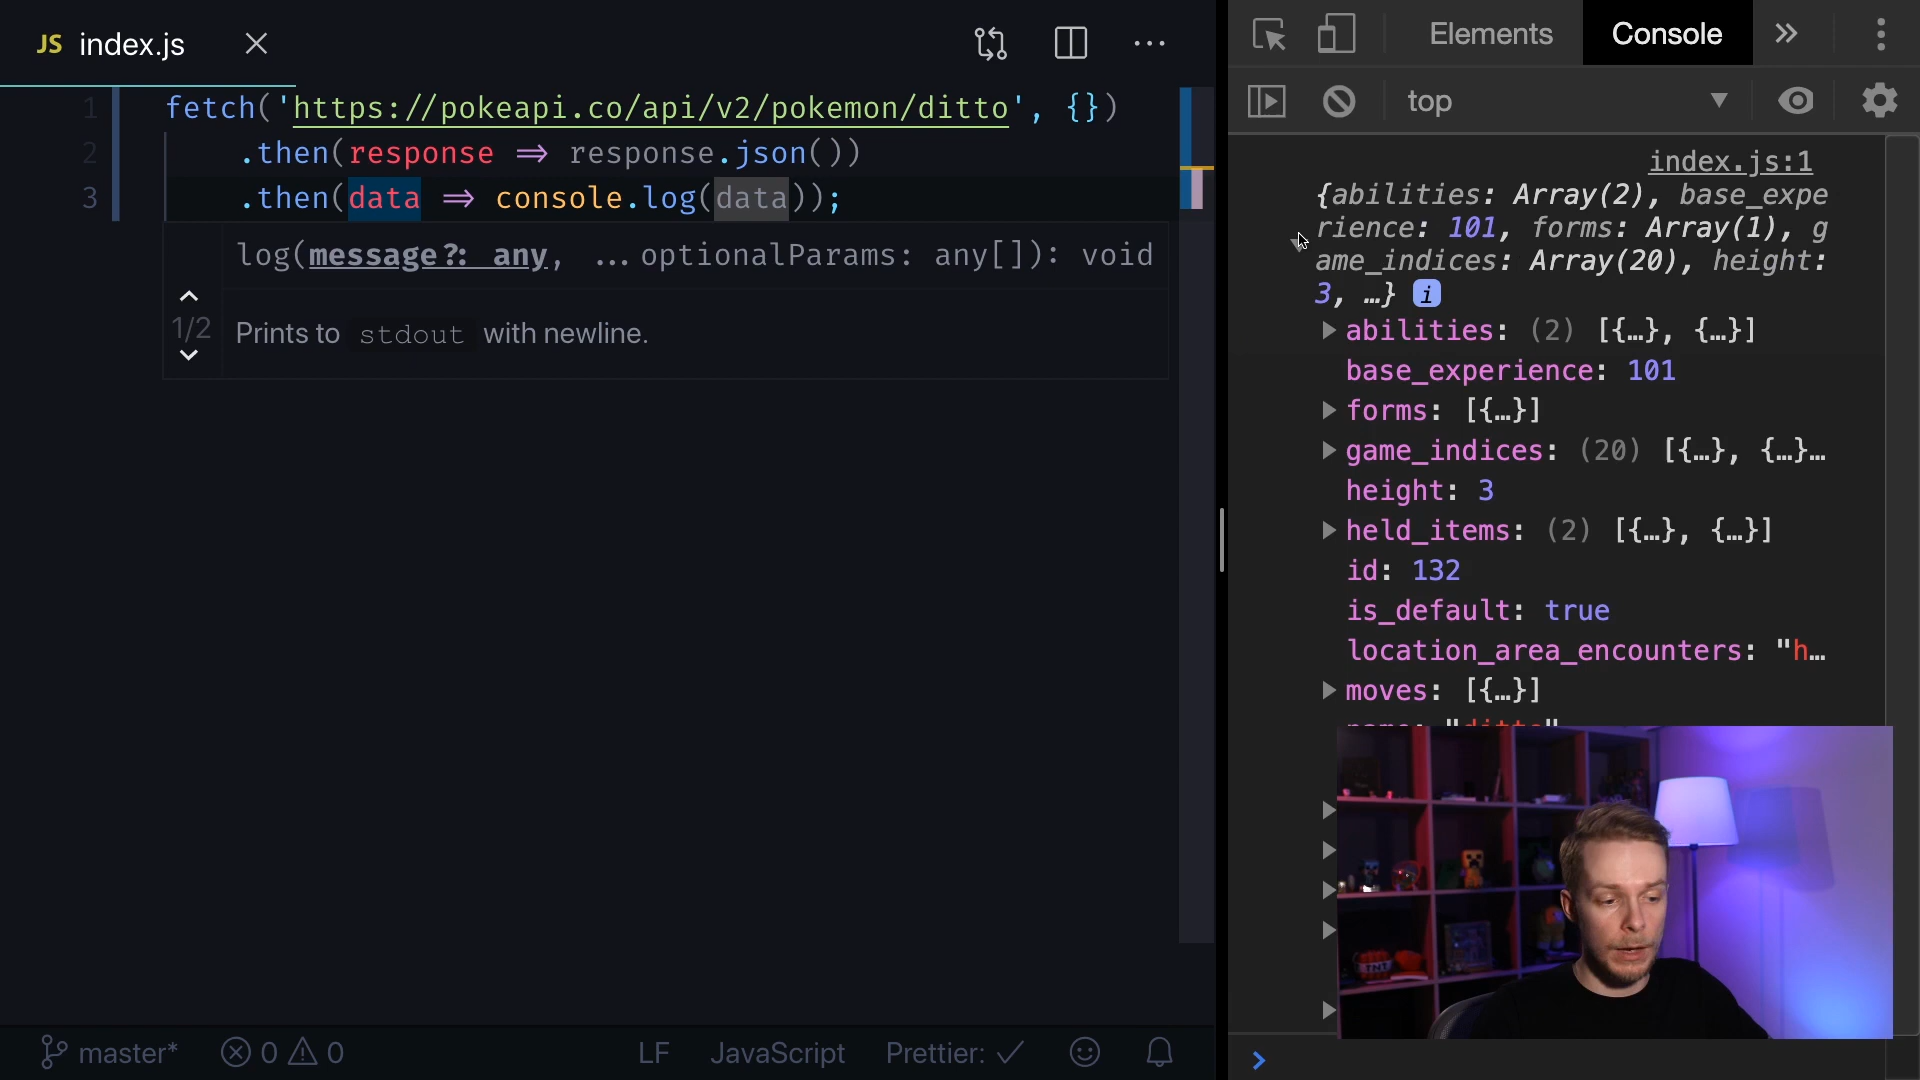 JS index.js
1 fetch('https://pokeapi.co/api/v2/pokemon/ditto', {})
2 .then(response => response.json())
3 .then(data => console.log(data));
log(message?: any, ...optionalParams: any[]): void
1/2
Prints to stdout with newline.
master* 0 0 LF JavaScript Prettier: ✓
Elements Console »
top
index.js:1
{abilities: Array(2), base_expe
rience: 101, forms: Array(1), g
ame_indices: Array(20), height:
3, …} i
abilities: (2) [{…}, {…}]
base_experience: 101
forms: [{…}]
game_indices: (20) [{…}, {…}…
height: 3
held_items: (2) [{…}, {…}]
id: 132
is_default: true
location_area_encounters: "h…
moves: [{…}]
name: "ditto"
TNT